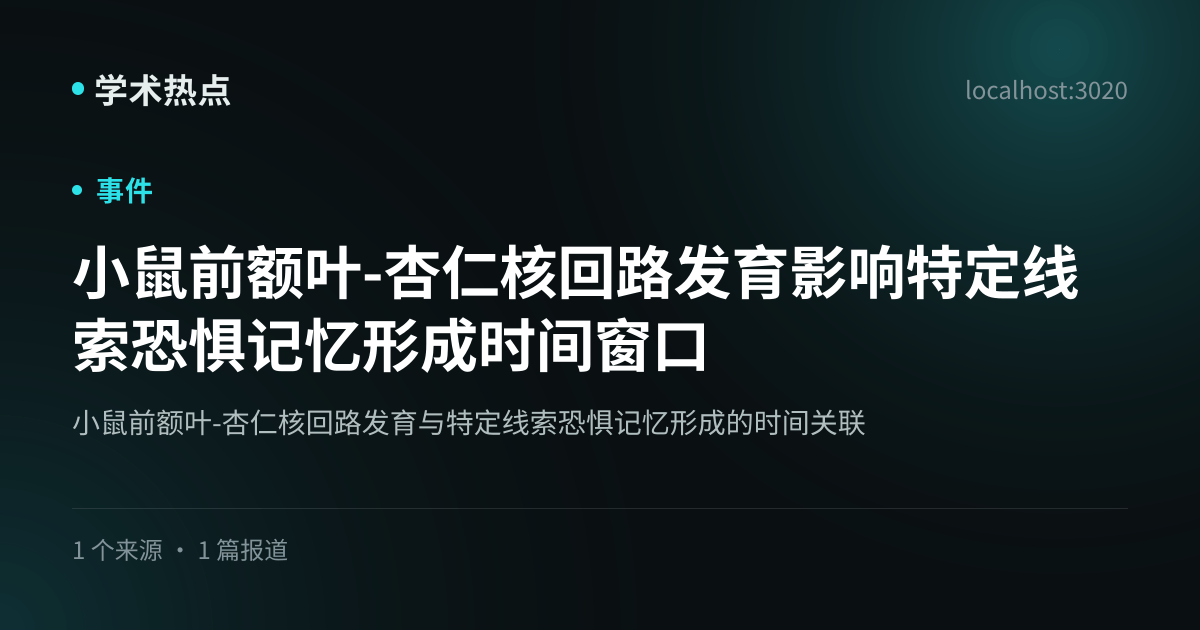 学术热点
localhost:3020
事件
小鼠前额叶-杏仁核回路发育影响特定线
索恐惧记忆形成时间窗口
小鼠前额叶-杏仁核回路发育与特定线索恐惧记忆形成的时间关联
1 个来源 · 1 篇报道